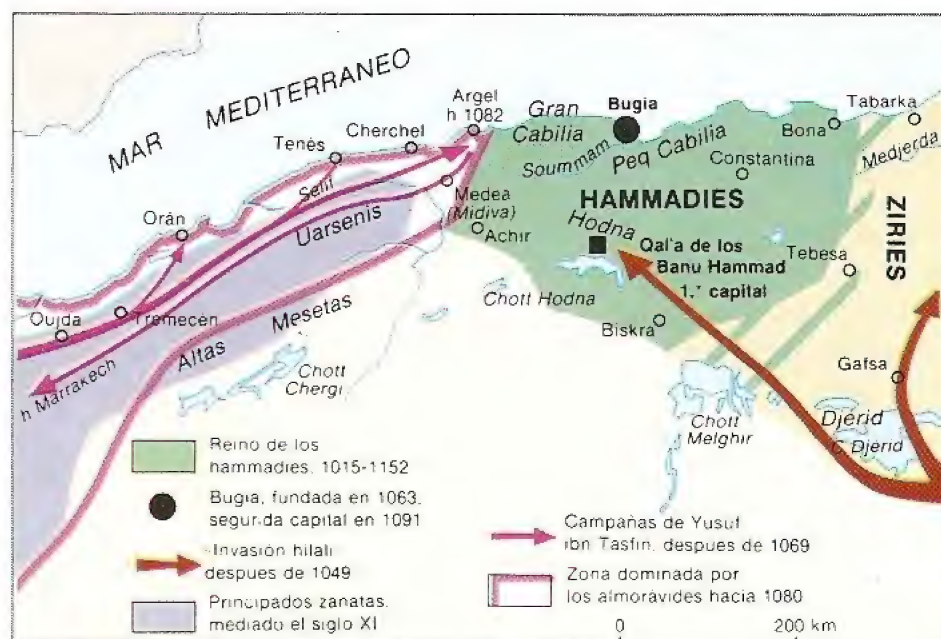 MAR MEDITERRANEO
Argel
h 1082
Gran
Cabilia
Bugia
Tabarka
Tenés
Cherchel
Bona
Soummam
Peq Cabilia
Medjerda
Constantina
Selif
Medea
(Midiva)
HAMMADIES
ZIRIES
Orán
Uarsenis
Achir
Hodna
Qal'a de los
Banu Hammad
1.ª capital
Tebesa
Chott Hodna
Oujda
Tremecén
Altas Mesetas
Biskra
h Marrakech
Chott
Chergi
Gafsa
Chott
Melghir
Djerid
C. Djerid
Reino de los
hammadies, 1015-1152
Bugia, fundada en 1063,
segunda capital en 1091
Invasión hilali
despues de 1049
Principados zanatas,
mediado el siglo XI
Campañas de Yusuf
ibn Tasfin, despues de 1069
Zona dominada por
los almorávides hacia 1080
0 200 km